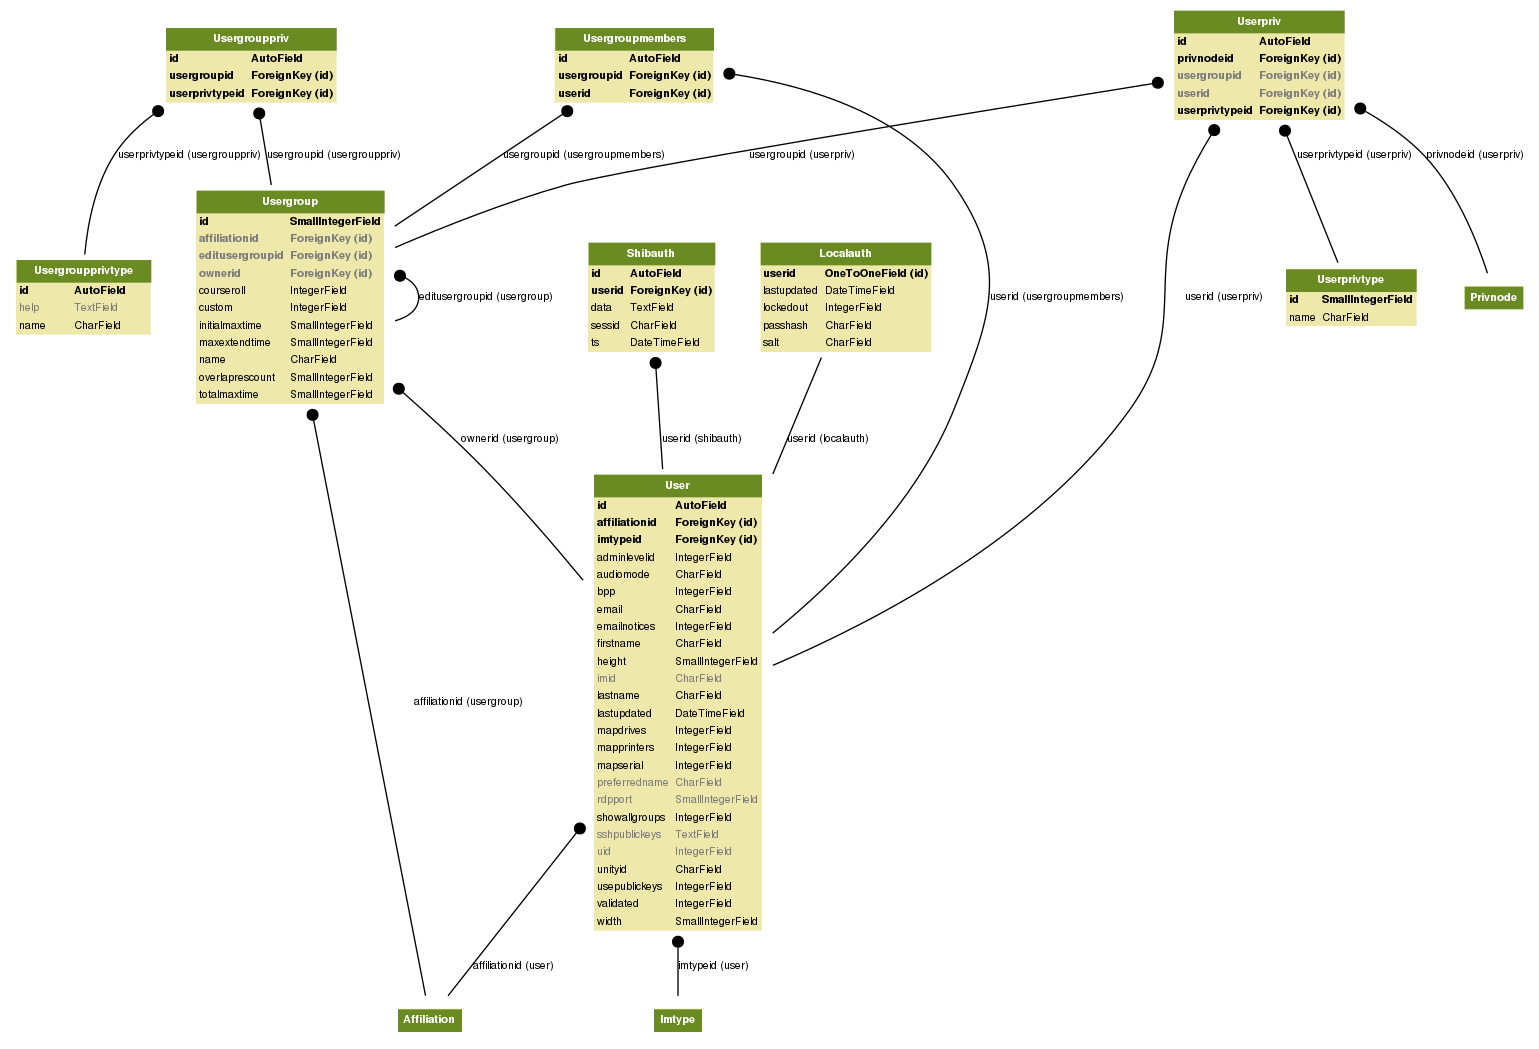 Usergrouppriv
id AutoField
usergroupid ForeignKey (id)
userprivtypeid ForeignKey (id)
Usergroupmembers
id AutoField
usergroupid ForeignKey (id)
userid ForeignKey (id)
Userpriv
id AutoField
privnodeid ForeignKey (id)
usergroupid ForeignKey (id)
userid ForeignKey (id)
userprivtypeid ForeignKey (id)
userprivtypeid (usergrouppriv)
usergroupid (usergrouppriv)
usergroupid (usergroupmembers)
usergroupid (userpriv)
userprivtypeid (userpriv)
privnodeid (userpriv)
Usergroup
id SmallIntegerField
affiliationid ForeignKey (id)
editusergroupid ForeignKey (id)
ownerid ForeignKey (id)
courseroll IntegerField
custom IntegerField
initialmaxtime SmallIntegerField
maxextendtime SmallIntegerField
name CharField
overlaprescount SmallIntegerField
totalmaxtime SmallIntegerField
Usergroupprivtype
id AutoField
help TextField
name CharField
editusergroupid (usergroup)
Shibauth
id AutoField
userid ForeignKey (id)
data TextField
sessid CharField
ts DateTimeField
Localauth
userid OneToOneField (id)
lastupdated DateTimeField
lockedout IntegerField
passhash CharField
salt CharField
userid (usergroupmembers)
userid (userpriv)
Userprivtype
id SmallIntegerField
name CharField
Privnode
ownerid (usergroup)
userid (shibauth)
userid (localauth)
User
id AutoField
affiliationid ForeignKey (id)
imtypeid ForeignKey (id)
adminlevelid IntegerField
audiomode CharField
bpp IntegerField
email CharField
emailnotices IntegerField
firstname CharField
height SmallIntegerField
imid CharField
lastname CharField
lastupdated DateTimeField
mapdrives IntegerField
mapprinters IntegerField
mapserial IntegerField
preferredname CharField
rdpport SmallIntegerField
showallgroups IntegerField
sshpublickeys TextField
uid IntegerField
unityid CharField
usepublickeys IntegerField
validated IntegerField
width SmallIntegerField
affiliationid (usergroup)
affiliationid (user)
imtypeid (user)
Affiliation
Imtype